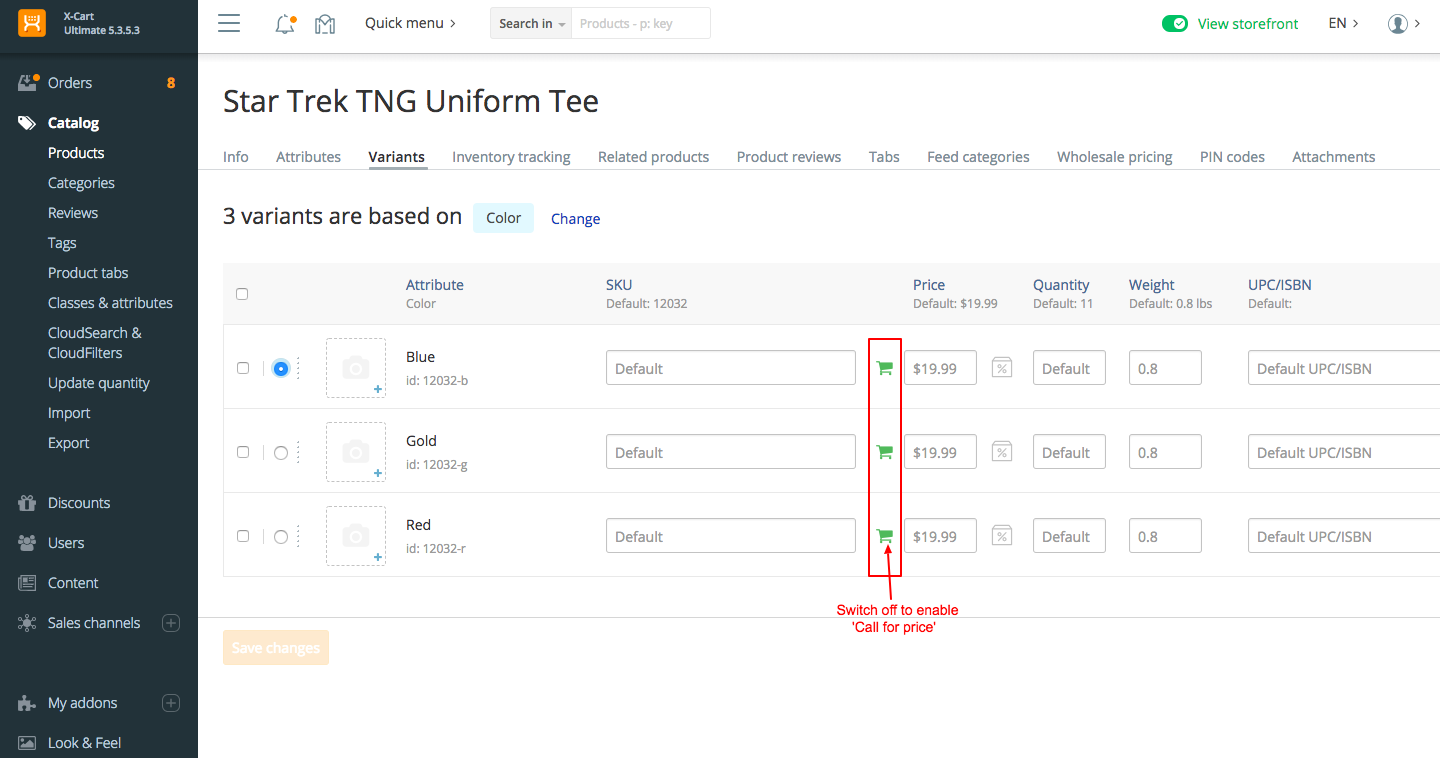 X-Cart
Ultimate 5.3.5.3
Quick menu
Search in
Products - p: key
View storefront
EN
Orders
8
Catalog
Products
Categories
Reviews
Tags
Product tabs
Classes & attributes
CloudSearch &
CloudFilters
Update quantity
Import
Export
Discounts
Users
Content
Sales channels
My addons
Look & Feel
Star Trek TNG Uniform Tee
Info Attributes Variants Inventory tracking Related products Product reviews Tabs Feed categories Wholesale pricing PIN codes Attachments
3 variants are based on Color Change
Attribute SKU Price Quantity Weight UPC/ISBN
Color Default: 12032 Default: $19.99 Default: 11 Default: 0.8 lbs Default:
Blue
id: 12032-b
Default $19.99 % Default 0.8 Default UPC/ISBN
Gold
id: 12032-g
Default $19.99 % Default 0.8 Default UPC/ISBN
Red
id: 12032-r
Default $19.99 % Default 0.8 Default UPC/ISBN
Switch off to enable
'Call for price'
Save changes